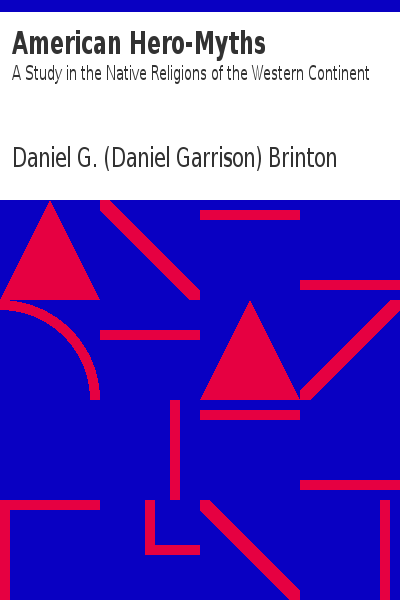 American Hero-Myths
A Study in the Native Religions of the Western Continent
Daniel G. (Daniel Garrison) Brinton